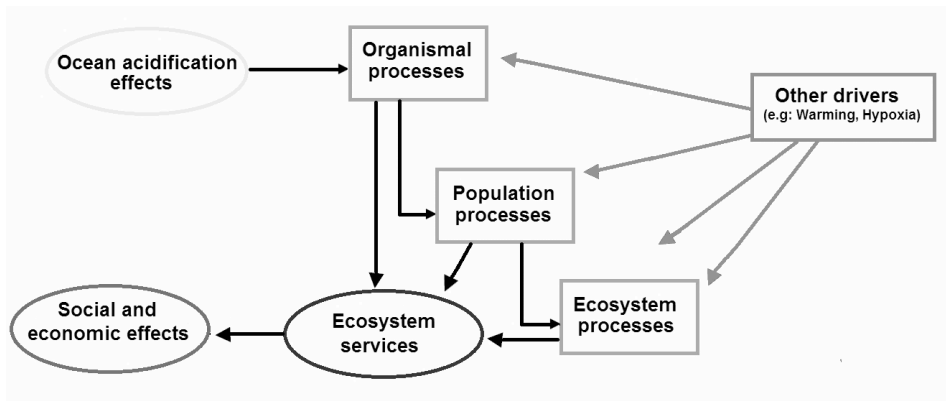 Ocean acidification
effects
Organismal
processes
Other drivers
(e.g: Warming, Hypoxia)
Population
processes
Ecosystem
processes
Social and
economic effects
Ecosystem
services